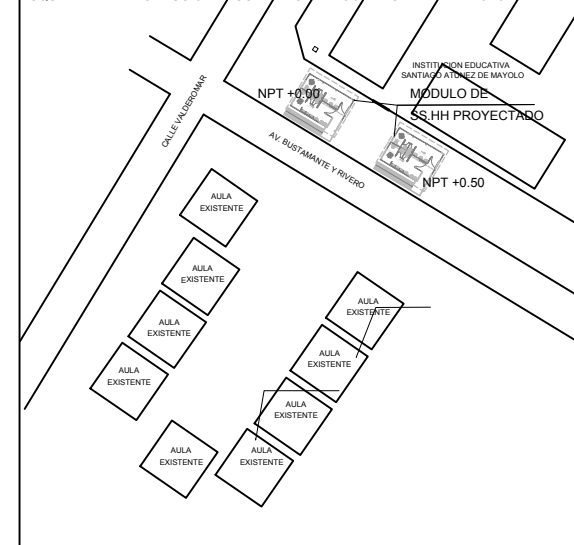 INSTITUCION EDUCATIVA
SANTIAGO ATUNEZ DE MAYOLO
MODULO DE
SS.HH PROYECTADO
NPT +0.00
NPT +0.50
CALLE VALDEROMAR
AV. BUSTAMANTE Y RIVERO
AULA
EXISTENTE
AULA
EXISTENTE
AULA
EXISTENTE
AULA
EXISTENTE
AULA
EXISTENTE
AULA
EXISTENTE
AULA
EXISTENTE
AULA
EXISTENTE
AULA
EXISTENTE